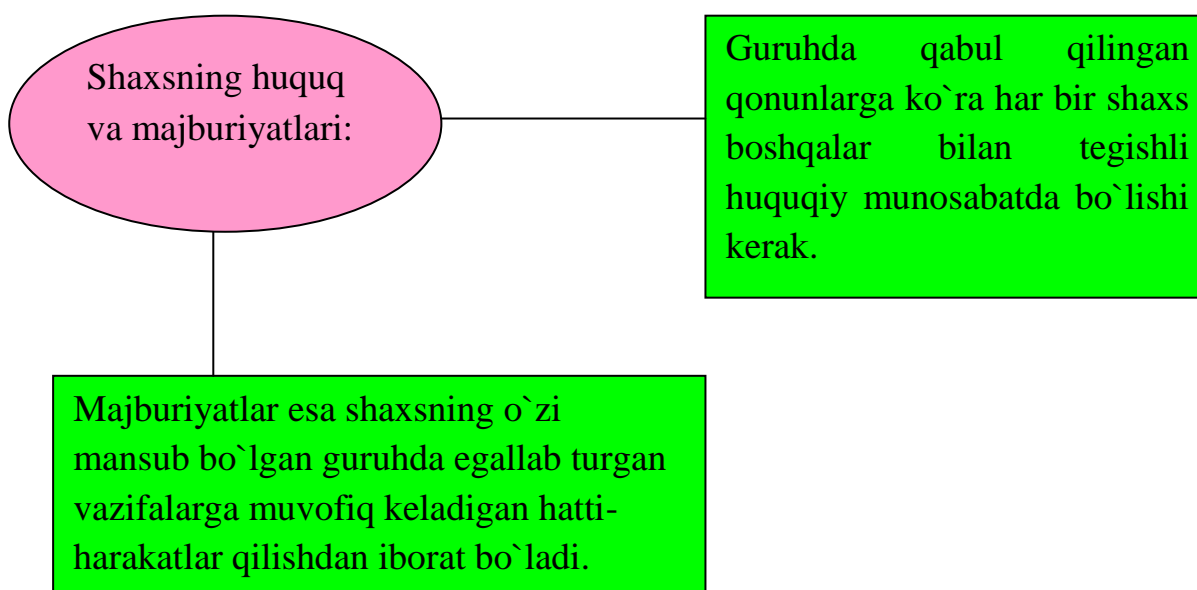 Shaxsning huquq
va majburiyatlari:
Guruhda qabul qilingan
qonunlarga ko`ra har bir shaxs
boshqalar bilan tegishli
huquqiy munosabatda bo`lishi
kerak.
Majburiyatlar esa shaxsning o`zi
mansub bo`lgan guruhda egallab turgan
vazifalarga muvofiq keladigan hatti-
harakatlar qilishdan iborat bo`ladi.